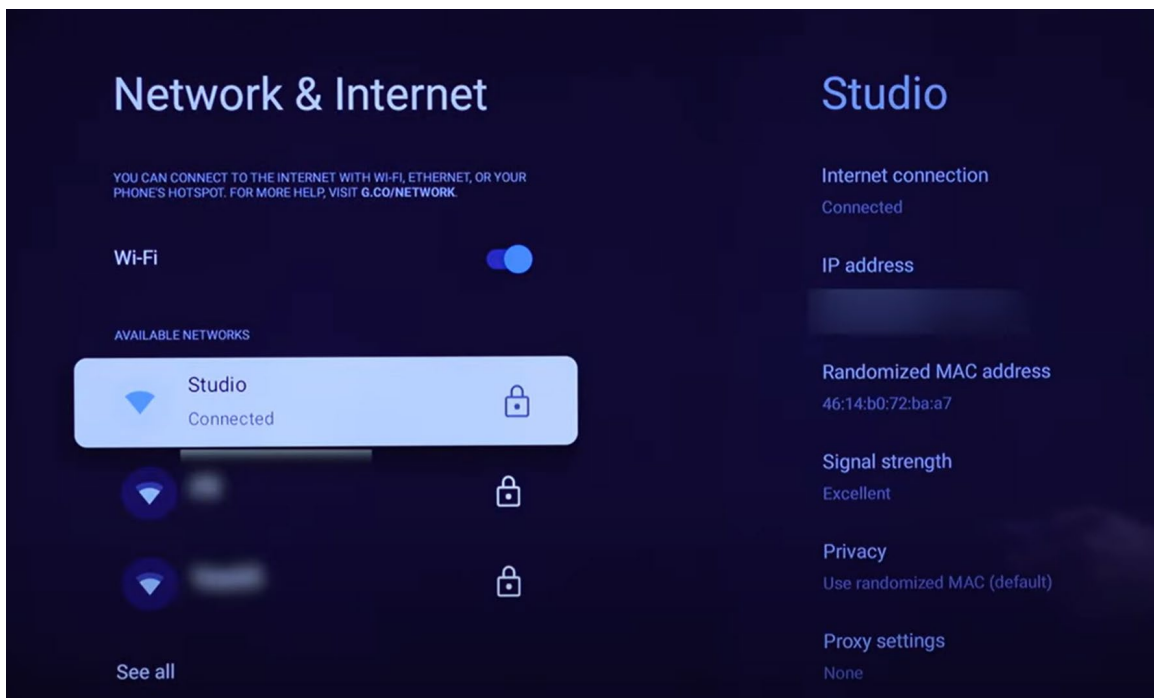 Network & Internet
YOU CAN CONNECT TO THE INTERNET WITH WI-FI, ETHERNET, OR YOUR
PHONE'S HOTSPOT. FOR MORE HELP, VISIT G.CO/NETWORK.
Wi-Fi
AVAILABLE NETWORKS
Studio
Connected
See all
Studio
Internet connection
Connected
IP address
Randomized MAC address
46:14:b0:72:ba:a7
Signal strength
Excellent
Privacy
Use randomized MAC (default)
Proxy settings
None